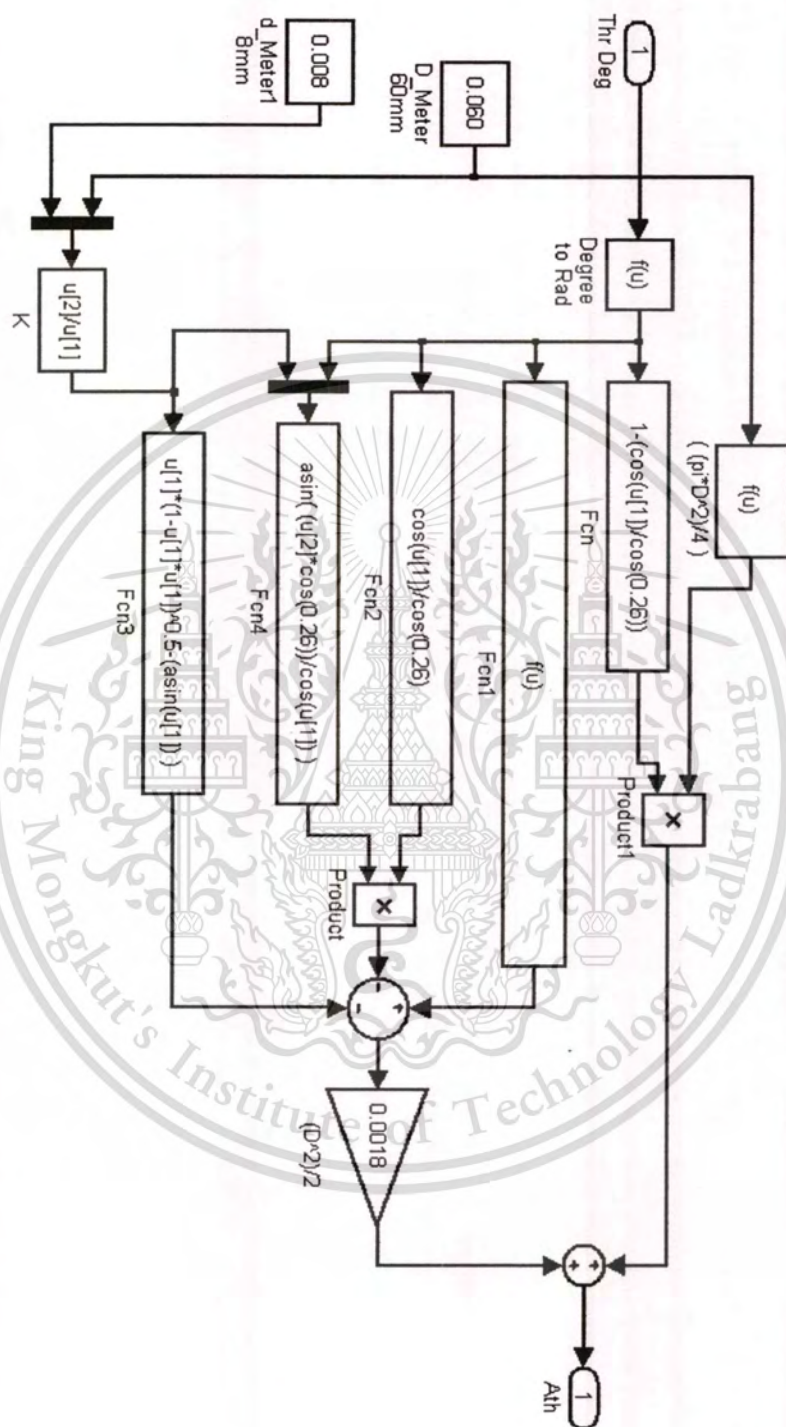 1
Thr Deg
0.060
D_Meter
60mm
0.008
d_Meter1
8mm
f(u)
Degree
to Rad
u[2]/u[1]
K
f(u)
( (pi*D^2)/4 )
1-(cos(u[1])/cos(0.26))
Fcn
f(u)
Fcn1
cos(u[1])/cos(0.26)
Fcn2
asin( (u[2]*cos(0.26))/cos(u[1]) )
Fcn4
u[1]*(1-u[1]*u[1])^0.5-(asin(u[1]) )
Fcn3
×
Product1
×
Product
+
-
-
0.0018
(D^2)/2
+
+
1
Ath
King Mongkut's Institute of Technology Ladkrabang